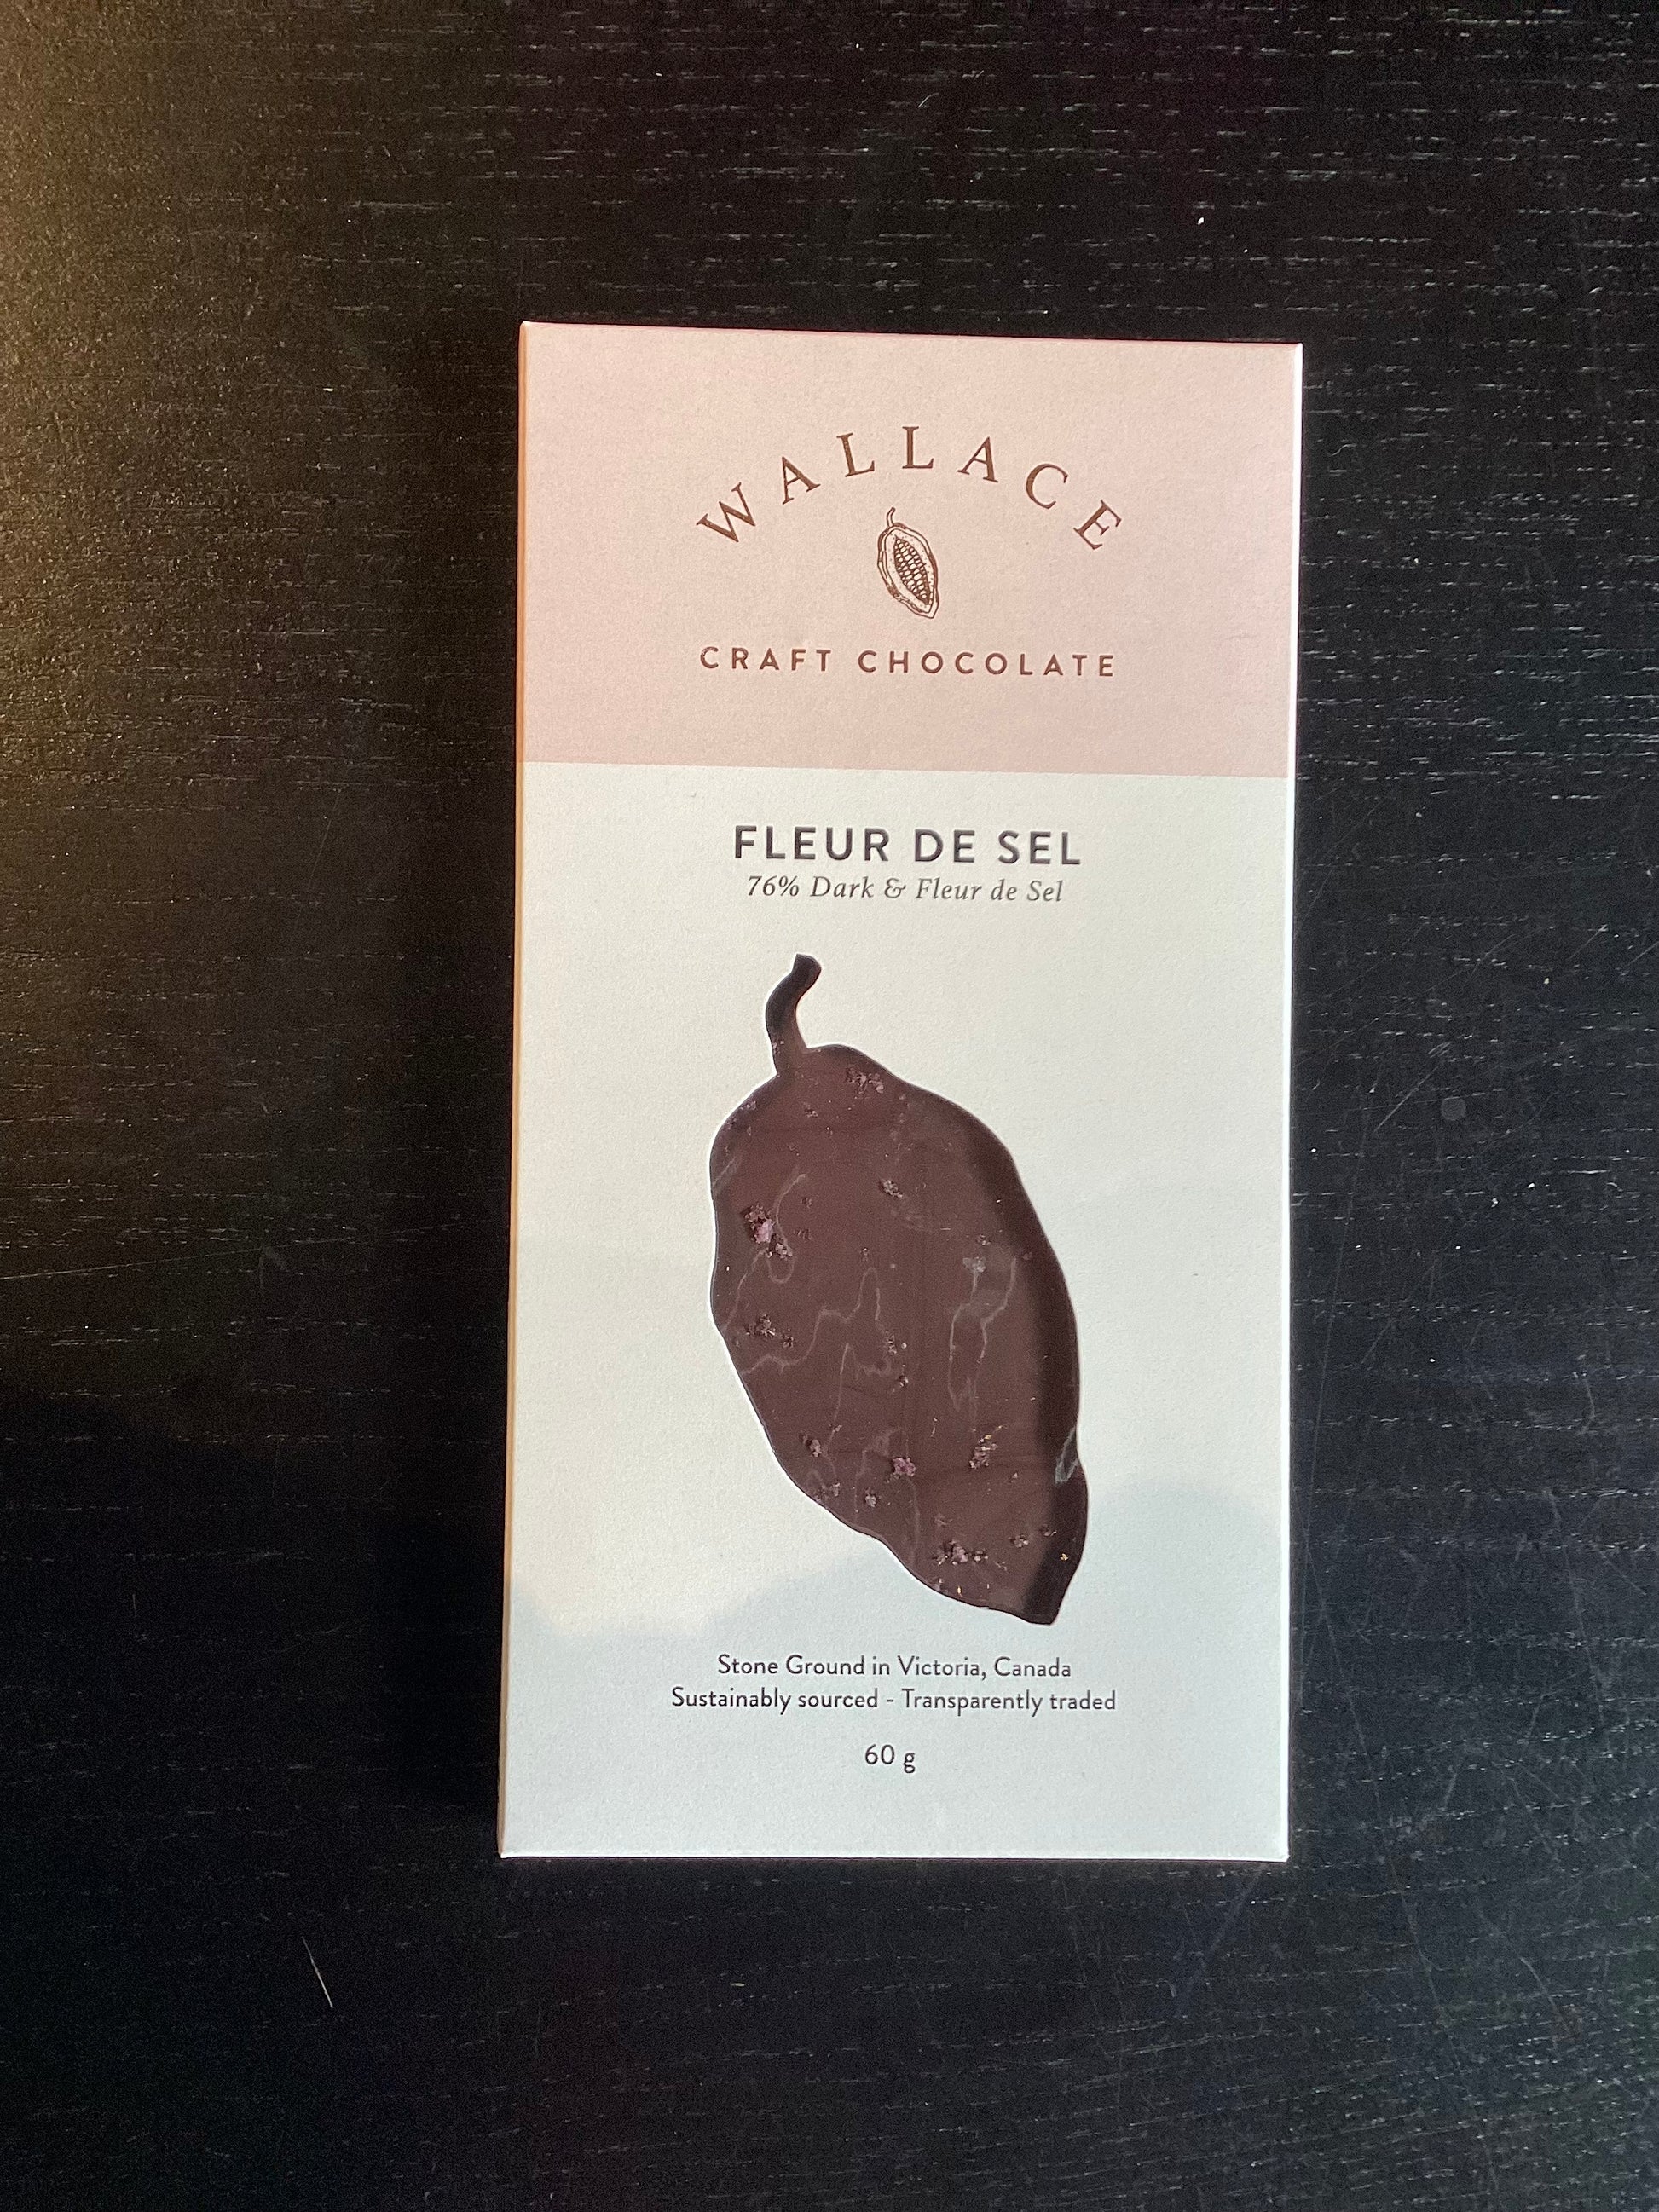 WALLACE
CRAFT CHOCOLATE
FLEUR DE SEL
76% Dark & Fleur de Sel
Stone Ground in Victoria, Canada
Sustainably sourced - Transparently traded
60 g